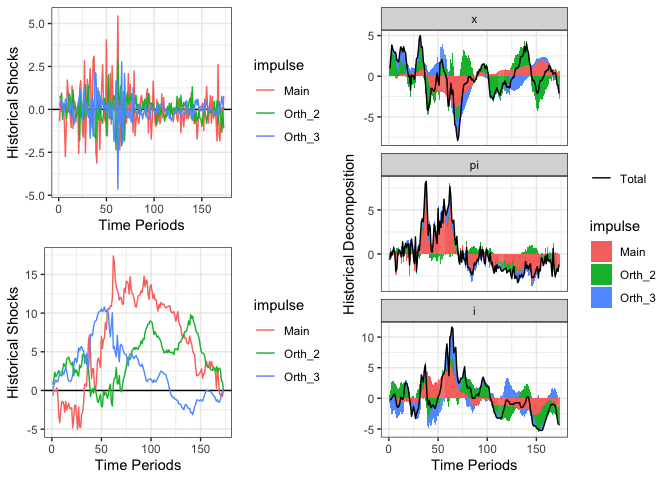 Historical Shocks
5.0
2.5
0.0
-2.5
-5.0
0
50
100
150
Time Periods
impulse
Main
Orth_2
Orth_3
Historical Shocks
15
10
5
0
-5
0
50
100
150
Time Periods
impulse
Main
Orth_2
Orth_3
Historical Decomposition
x
5
0
-5
pi
5
0
i
10
5
0
-5
0
50
100
150
Time Periods
Total
impulse
Main
Orth_2
Orth_3